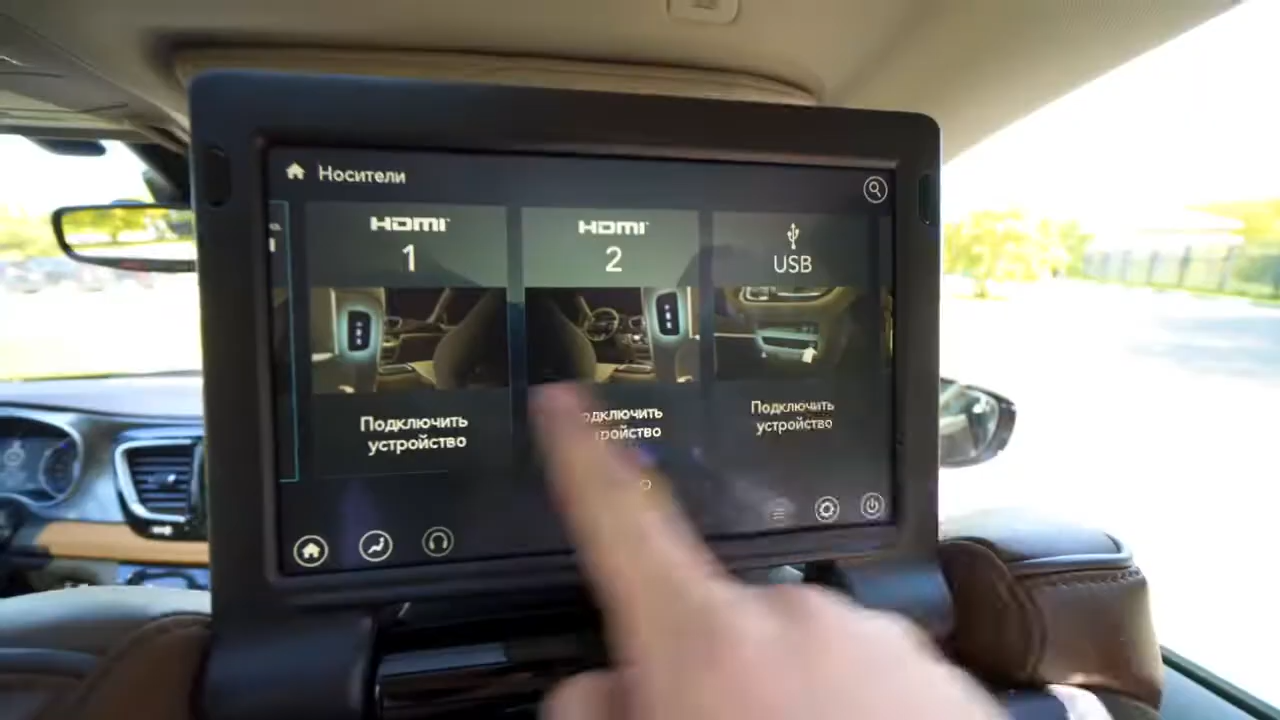 Носители
HDMI
1
HDMI
2
USB
Подключить
устройство
Подключить
устройство